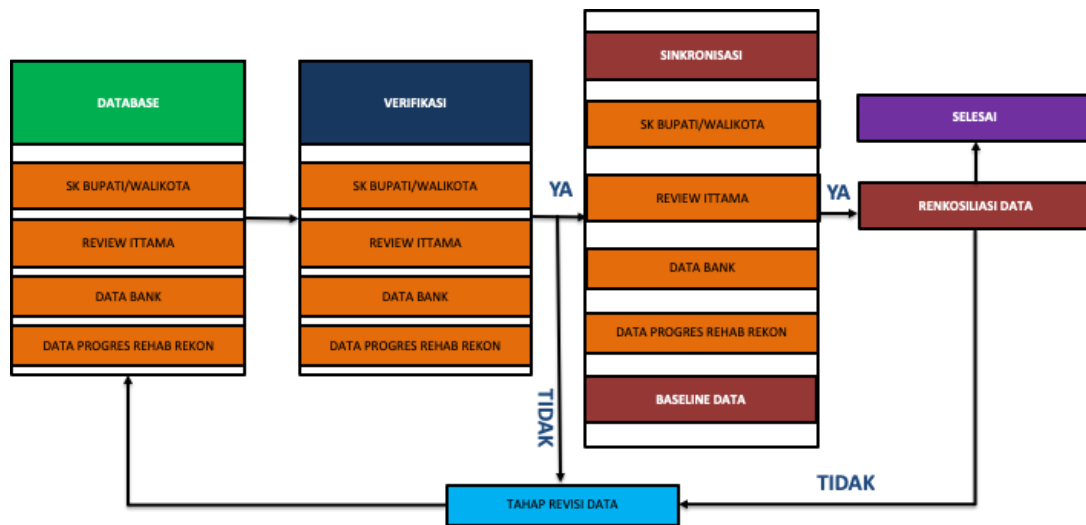 DATABASE
SK BUPATI/WALIKOTA
REVIEW ITTAMA
DATA BANK
DATA PROGRES REHAB REKON
VERIFIKASI
SK BUPATI/WALIKOTA
REVIEW ITTAMA
DATA BANK
DATA PROGRES REHAB REKON
YA
TIDAK
SINKRONISASI
SK BUPATI/WALIKOTA
REVIEW ITTAMA
DATA BANK
DATA PROGRES REHAB REKON
BASELINE DATA
YA
SELESAI
RENKOSILIASI DATA
TIDAK
TAHAP REVISI DATA